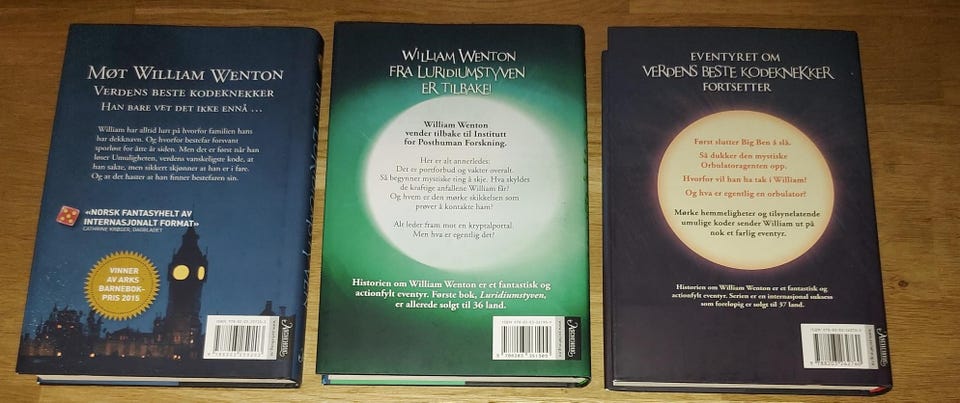 MØT WILLIAM WENTON
VERDENS BESTE KODEKNEKKER
HAN BARE VET DET IKKE ENNÅ ...
William har alltid lurt på hvorfor familien hans
har dekknavn. Og hvorfor bestefar forsvant
sporløst for åtte år siden. Men det er først når han
løser Umuligheten, verdens vanskeligste kode, at
han sakte, men sikkert skjønner at han er i fare.
Og at det haster at han finner bestefaren sin.
«NORSK FANTASYHELT AV
INTERNASJONALT FORMAT»
CATHRINE KRØGER, DAGBLADET
VINNER
AV ARKS
BARNEBOK-
PRIS 2015
WILLIAM WENTON
FRA LURIDIUMSTYVEN
ER TILBAKE!
William Wenton
vender tilbake til Institutt
for Posthuman Forskning.
Her er alt annerledes:
Det er portforbud og vakter overalt.
Så begynner mystiske ting å skje. Hva skyldes
de kraftige anfallene William får?
Og hvem er den mørke skikkelsen som
prøver å kontakte ham?
Alt leder fram mot en kryptalportal.
Men hva er egentlig det?
Historien om William Wenton er et fantastisk og
actionfylt eventyr. Første bok, Luridiumstyven,
er allerede solgt til 36 land.
EVENTYRET OM
VERDENS BESTE KODEKNEKKER
FORTSETTER
Først slutter Big Ben å slå.
Så dukker den mystiske
Orbulatoragenten opp.
Hvorfor vil han ha tak i William?
Og hva er egentlig en orbulator?
Mørke hemmeligheter og tilsynelatende
umulige koder sender William ut på
nok et farlig eventyr.
Historien om William Wenton er et fantastisk og
actionfylt eventyr. Serien er en internasjonal suksess
som foreløpig er solgt til 37 land.